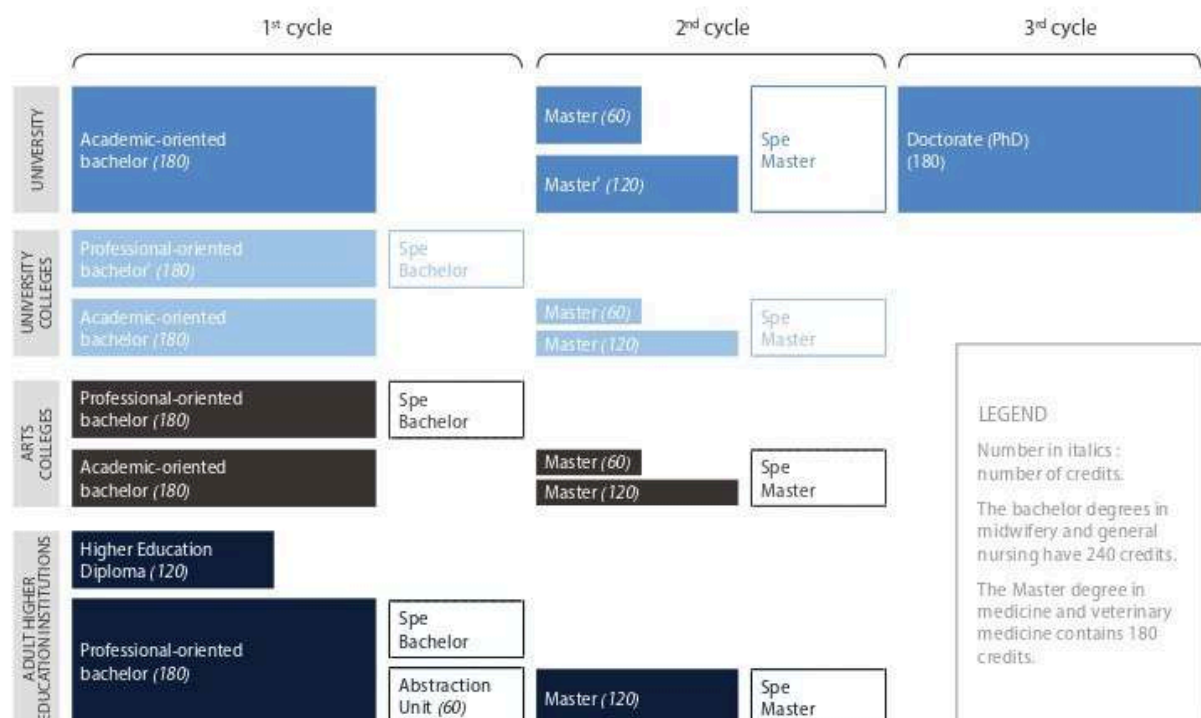 1st cycle
2nd cycle
3rd cycle
UNIVERSITY
Academic-oriented
bachelor (180)
Master (60)
Master' (120)
Spe
Master
Doctorate (PhD)
(180)
UNIVERSITY
COLLEGES
Professional-oriented
bachelor' (180)
Spe
Bachelor
Academic-oriented
bachelor (180)
Master (60)
Master (120)
Spe
Master
ARTS
COLLEGES
Professional-oriented
bachelor (180)
Spe
Bachelor
Academic-oriented
bachelor (180)
Master (60)
Master (120)
Spe
Master
ADULT HIGHER
EDUCATION INSTITUTIONS
Higher Education
Diploma (120)
Professional-oriented
bachelor (180)
Spe
Bachelor
Abstraction
Unit (60)
Master (120)
Spe
Master
LEGEND
Number in italics :
number of credits.
The bachelor degrees in
midwifery and general
nursing have 240 credits.
The Master degree in
medicine and veterinary
medicine contains 180
credits.